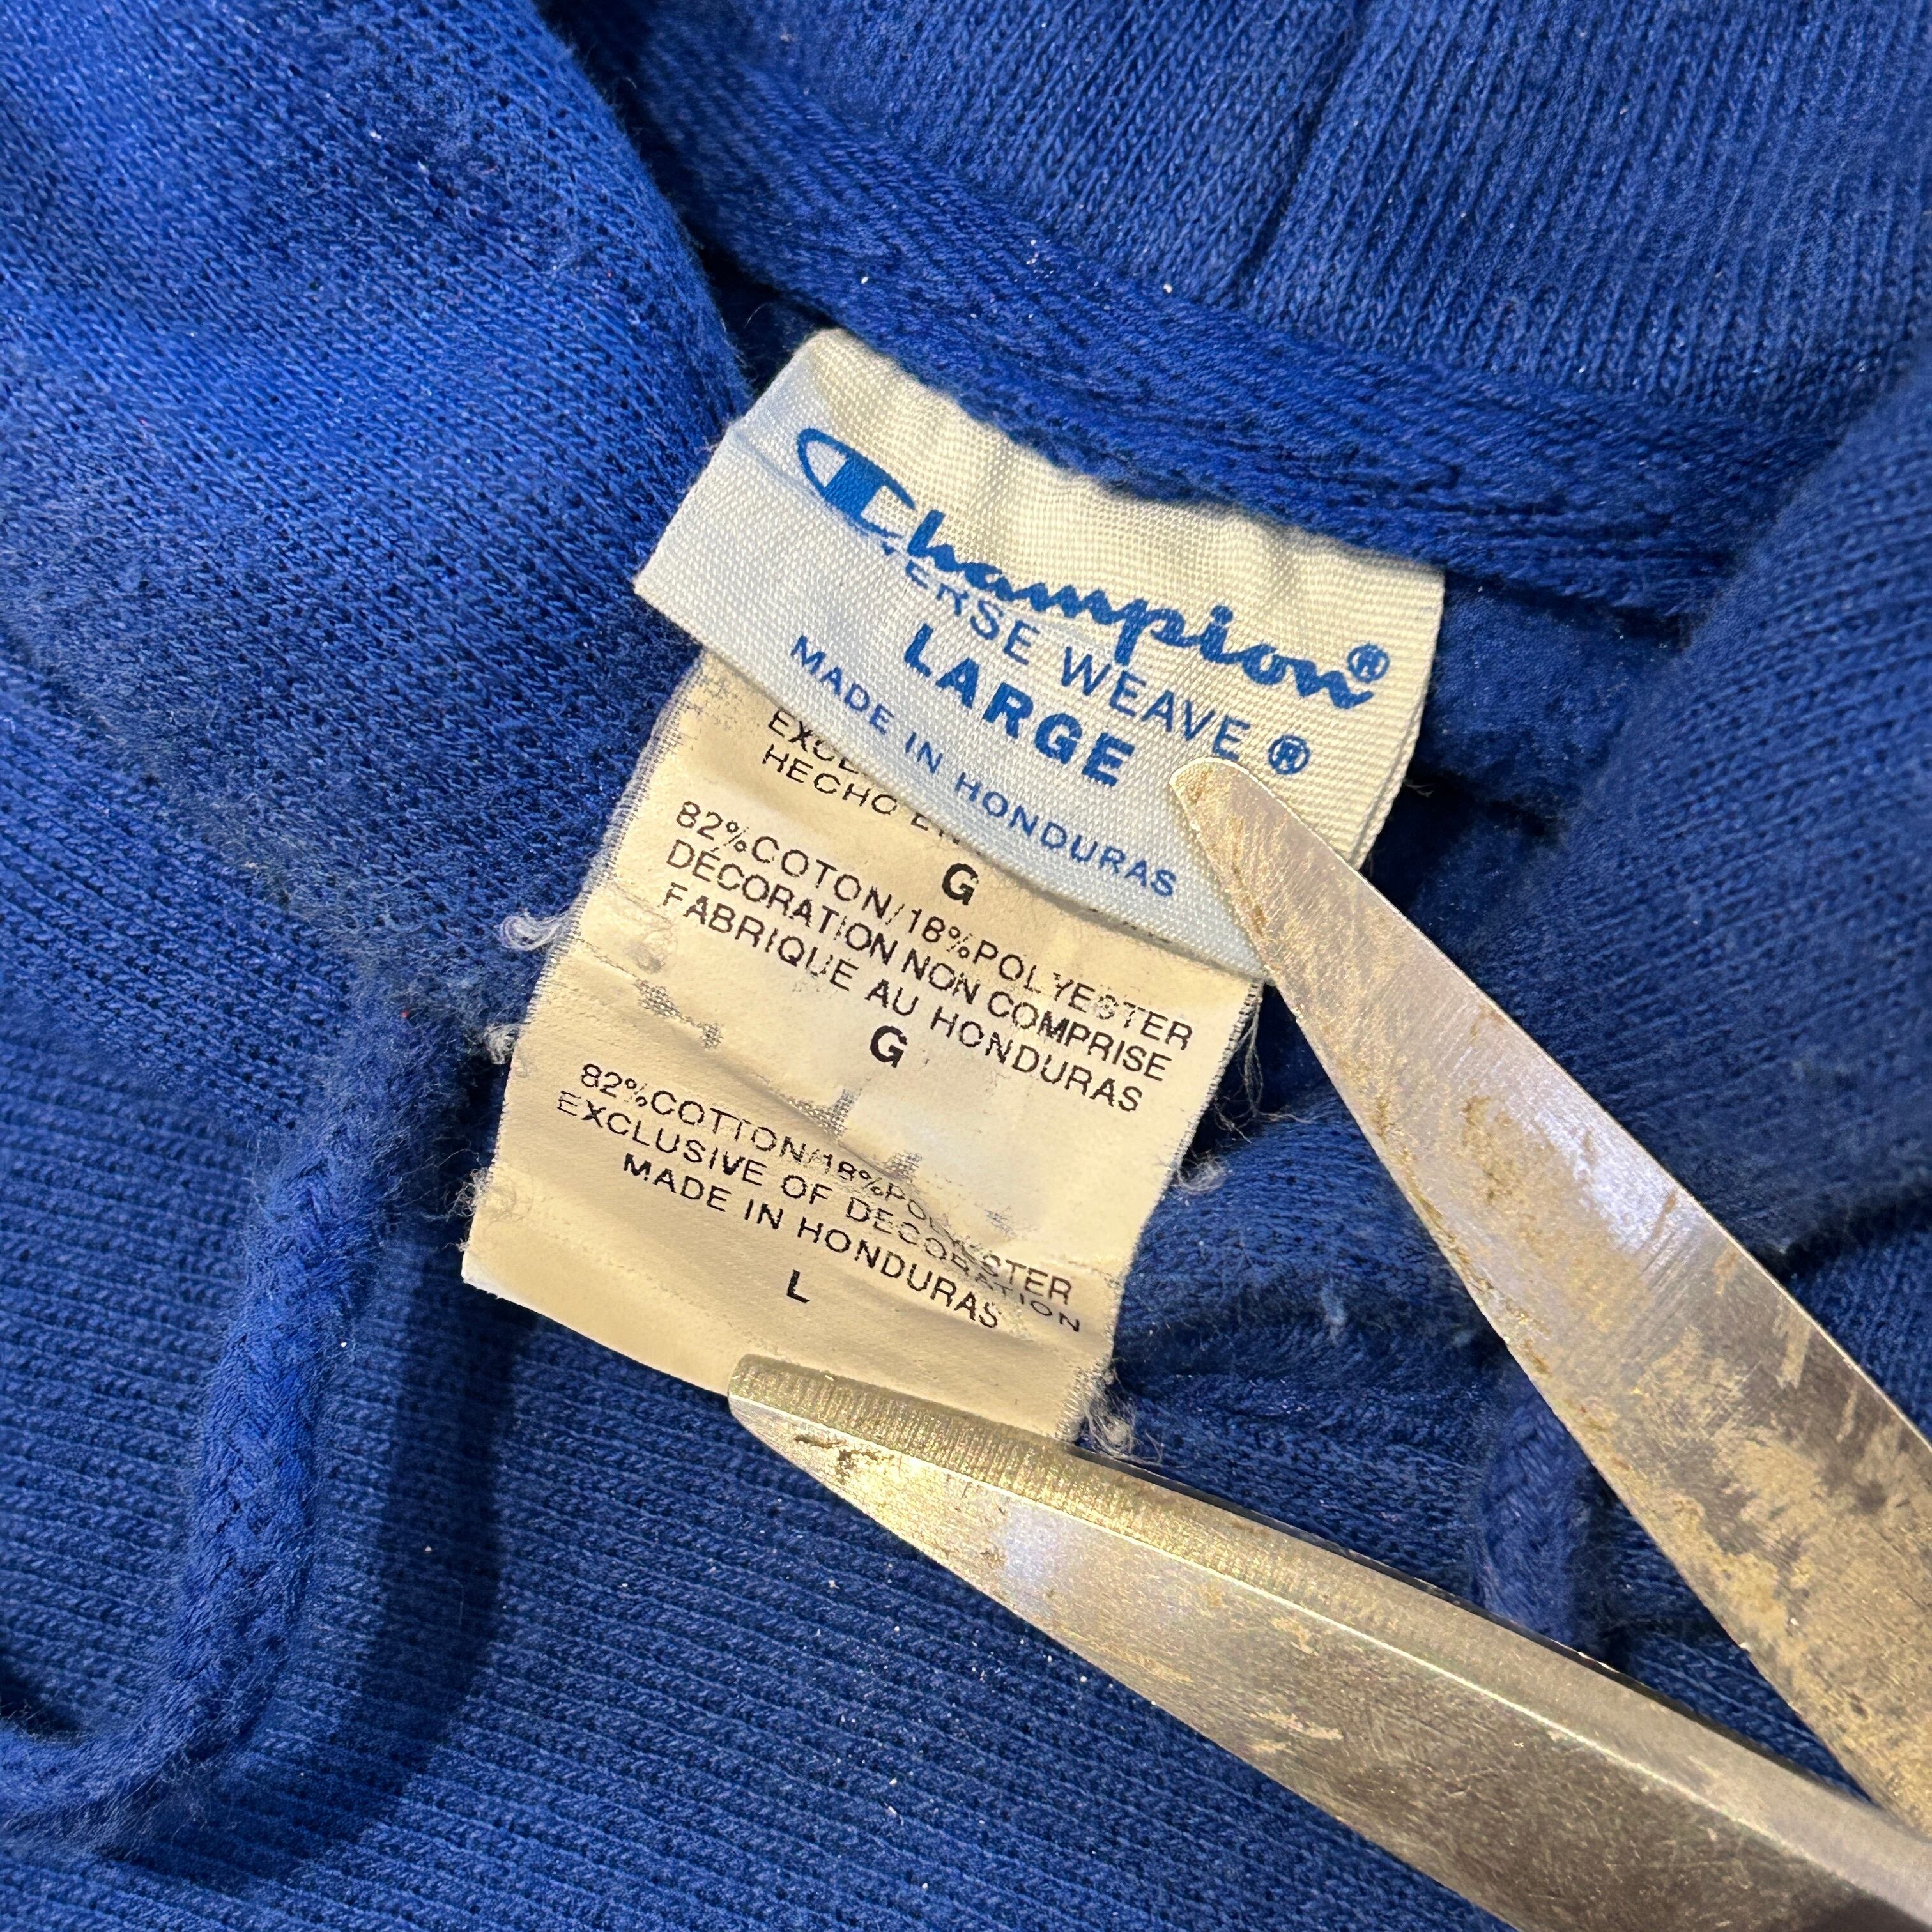 Champion®
ERSE WEAVE ®
LARGE
MADE IN HONDURAS
HECHO
G
82%COTON/18%POLYESTER
DÉCORATION NON COMPRISE
FABRIQUE AU HONDURAS
G
82%COTTON/18%POLYESTER
EXCLUSIVE OF DECORATION
MADE IN HONDURAS
L